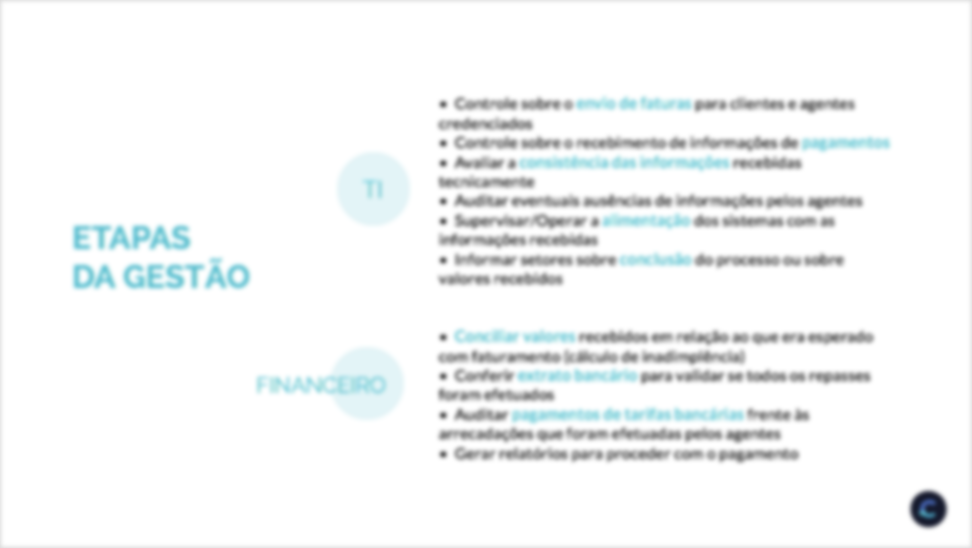 ETAPAS
DA GESTÃO
TI
• Controle sobre o envio de faturas para clientes e agentes
credenciados
• Controle sobre o recebimento de informações de pagamentos
• Avaliar a consistência das informações recebidas
tecnicamente
• Auditar eventuais ausências de informações pelos agentes
• Supervisar/Operar a alimentação dos sistemas com as
informações recebidas
• Informar setores sobre conclusão do processo ou sobre
valores recebidos
FINANCEIRO
• Conciliar valores recebidos em relação ao que era esperado
com faturamento (cálculo de inadimplência)
• Conferir extrato bancário para validar se todos os repasses
foram efetuados
• Auditar pagamentos de tarifas bancárias frente às
arrecadações que foram efetuadas pelos agentes
• Gerar relatórios para proceder com o pagamento
C